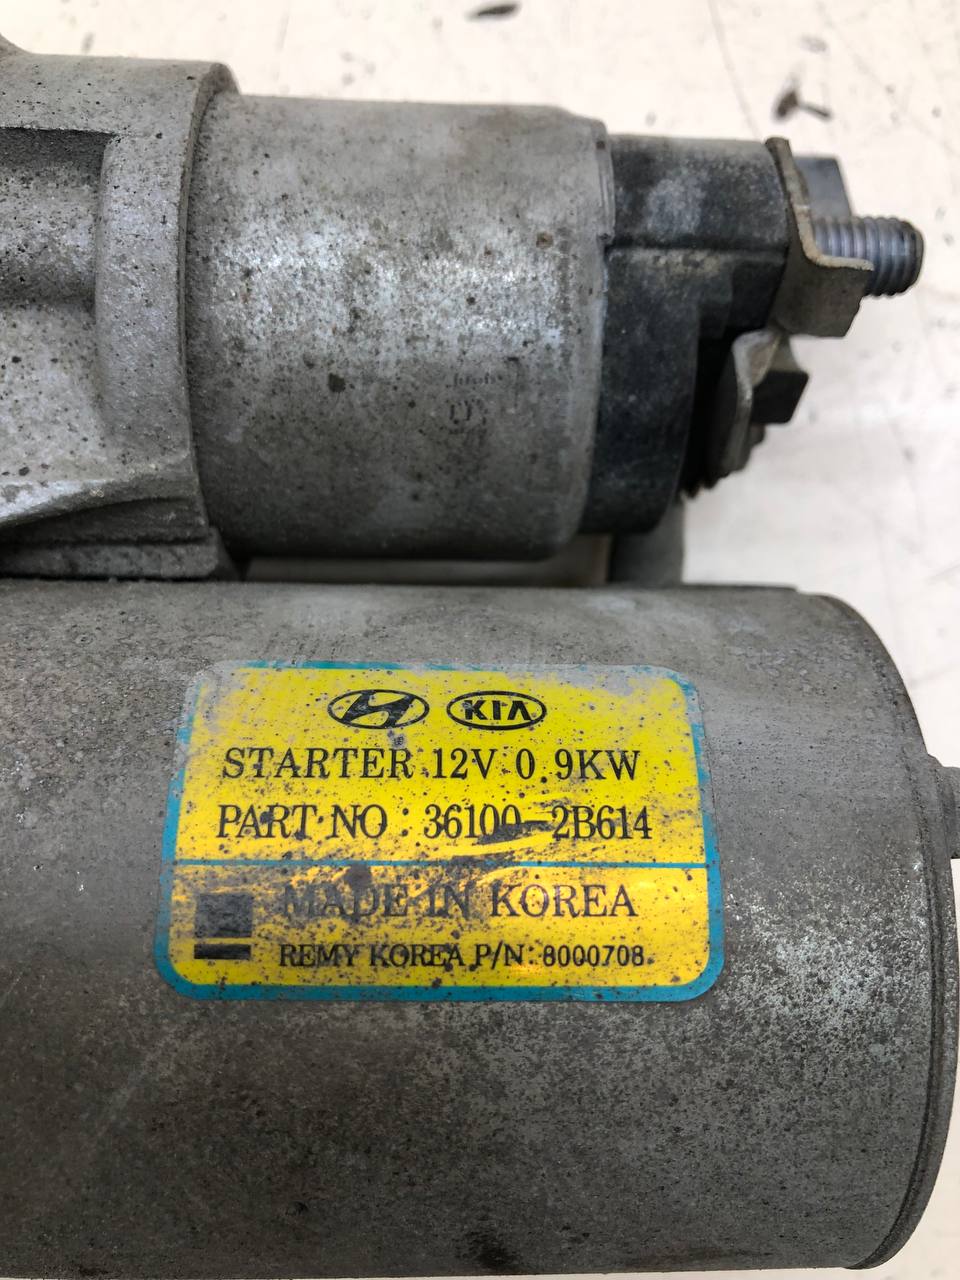 KIA
STARTER 12V 0.9KW
PART NO : 36100-2B614
MADE IN KOREA
REMY KOREA P/N: 8000708